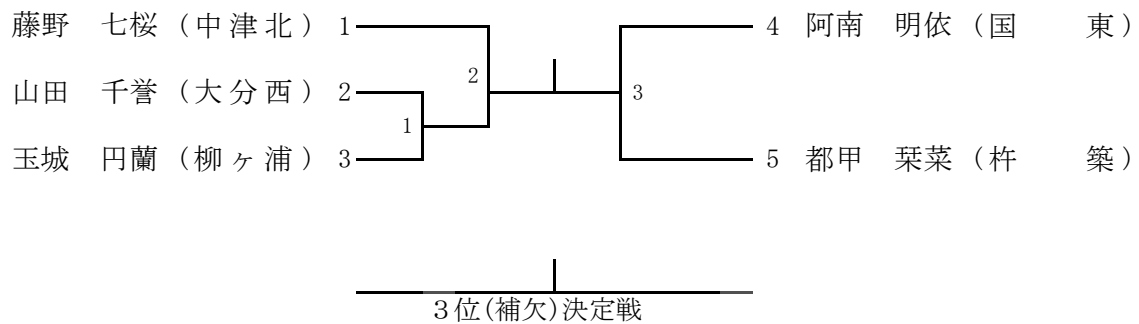 藤野　七桜（中津北） 1　4　阿南　明依（国　　東）
2　3
山田　千誉（大分西） 2
1
玉城　円蘭（柳ヶ浦） 3　5　都甲　栞菜（杵　　築）
３位(補欠)決定戦